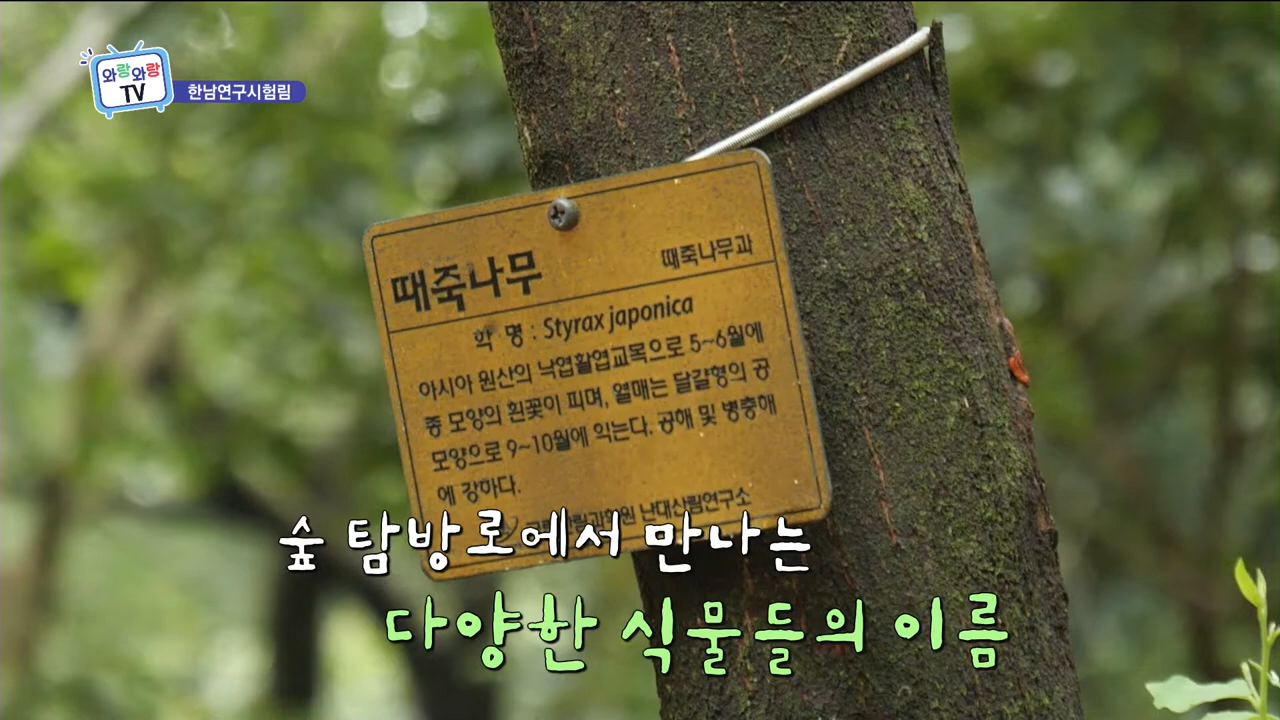 와랑와랑
TV
한남연구시험림
때죽나무
때죽나무과
학 명 : Styrax japonica
아시아 원산의 낙엽활엽교목으로 5~6월에
종 모양의 흰꽃이 피며, 열매는 달걀형의 공
모양으로 9~10월에 익는다. 공해 및 병충해
에 강하다.
난대산림연구소
숲 탐방로에서 만나는
다양한 식물들의 이름